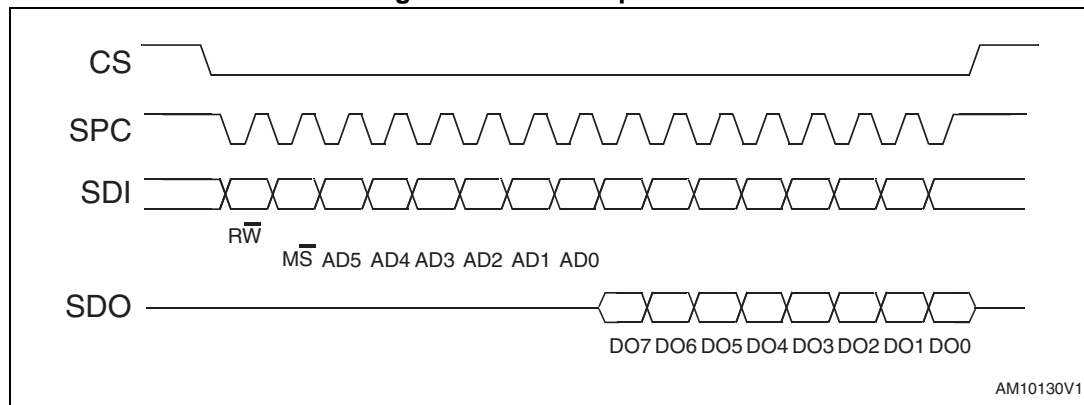 CS
SPC
SDI
RW
MS AD5 AD4 AD3 AD2 AD1 AD0
SDO
DO7 DO6 DO5 DO4 DO3 DO2 DO1 DO0
AM10130V1